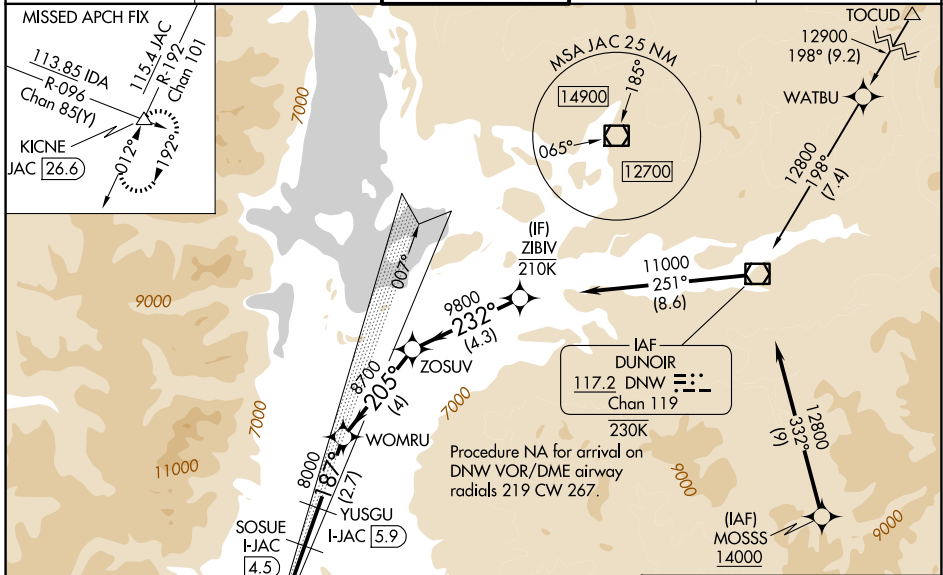 MISSED APCH FIX
113.85 IDA
R-096
Chan 85(Y)
115.4 JAC
R-192
Chan 101
KICNE
JAC 26.6
012°
192°
7000
MSA JAC 25 NM
14900
185°
065°
12700
TOCUD
12900
198° (9.2)
WATBU
12800
198°
(7.4)
(IF)
ZIBIV
210K
11000
251°
(8.6)
007°
9000
9800
232°
(4.3)
ZOSUV
8700
205°
(4)
IAF
DUNOIR
117.2 DNW
Chan 119
230K
7000
7000
WOMRU
11000
8000
187°
(2.7)
Procedure NA for arrival on
DNW VOR/DME airway
radials 219 CW 267.
9000
12800
332°
(9)
YUSGU
I-JAC 5.9
SOSUE
I-JAC
4.5
(IAF)
MOSSS
14000
9000